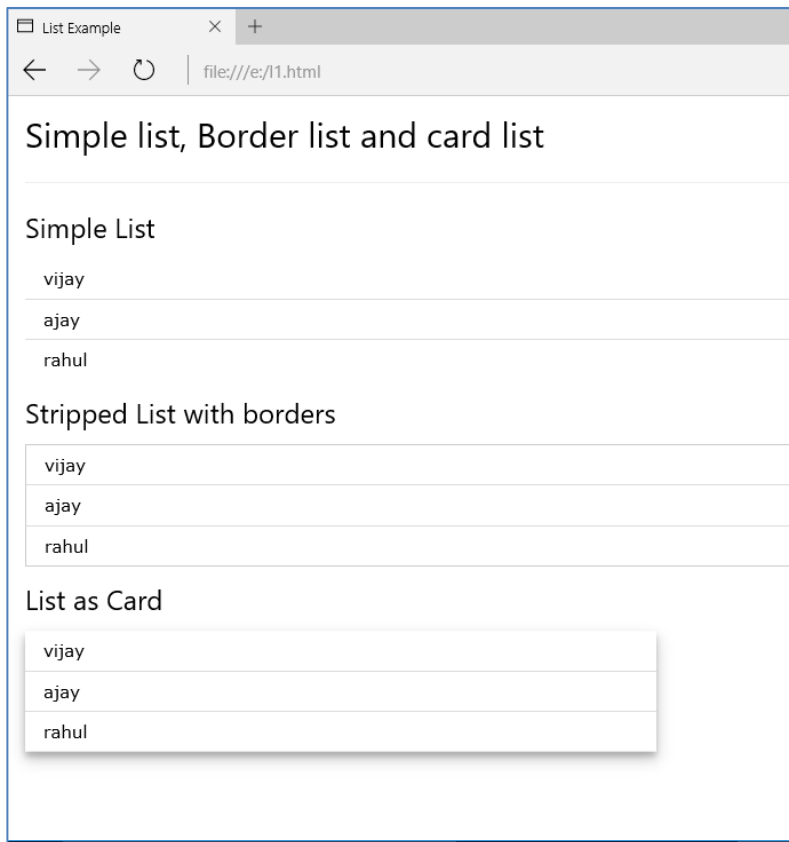 List Example
file:///e:/l1.html
Simple list, Border list and card list
Simple List
vijay
ajay
rahul
Stripped List with borders
vijay
ajay
rahul
List as Card
vijay
ajay
rahul